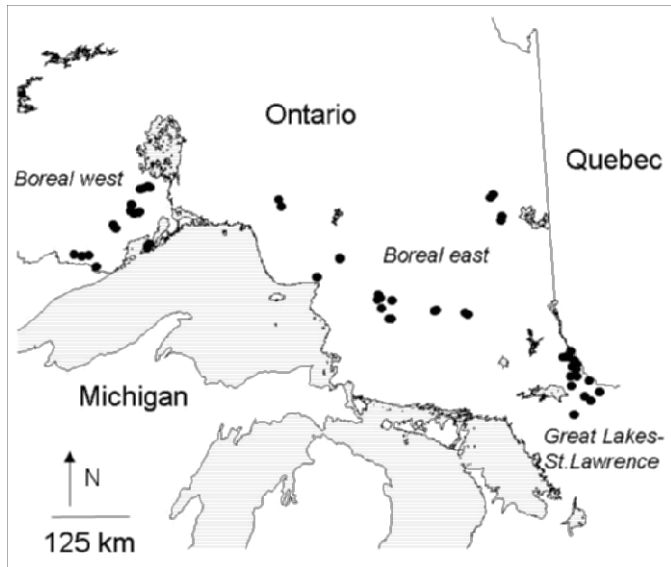 Ontario
Quebec
Boreal west
Boreal east
Michigan
Great Lakes-
St.Lawrence
N
125 km